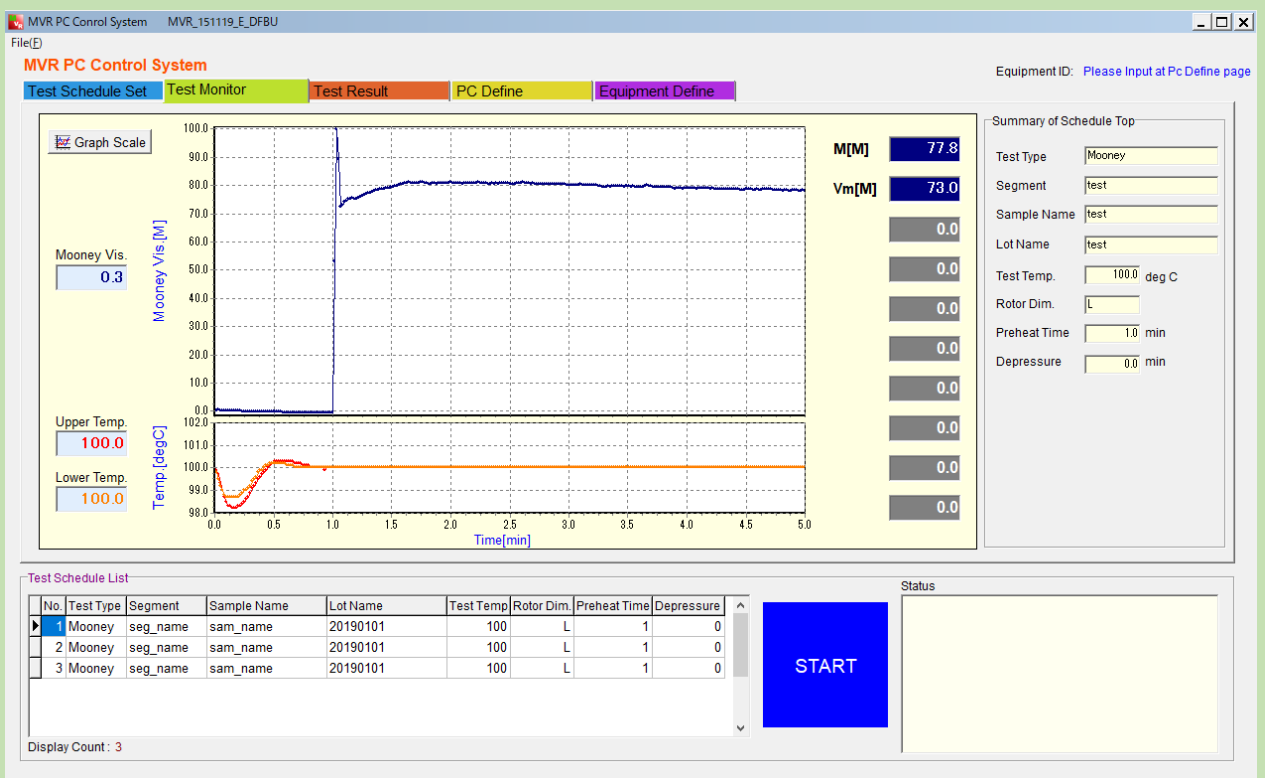 MVR PC Conrol System MVR_151119_E_DFBU
File(F)
MVR PC Control System
Equipment ID: Please Input at Pc Define page
Test Schedule Set Test Monitor Test Result PC Define Equipment Define
Graph Scale
Mooney Vis.
0.3
Upper Temp.
100.0
Lower Temp.
100.0
Mooney Vis.[M]
100.0
90.0
80.0
70.0
60.0
50.0
40.0
30.0
20.0
10.0
0.0
Temp.[degC]
102.0
101.0
100.0
99.0
98.0
0.0 0.5 1.0 1.5 2.0 2.5 3.0 3.5 4.0 4.5 5.0
Time[min]
M[M] 77.8
Vm[M] 73.0
0.0
0.0
0.0
0.0
0.0
0.0
0.0
0.0
Summary of Schedule Top
Test Type Mooney
Segment test
Sample Name test
Lot Name test
Test Temp. 100.0 deg C
Rotor Dim. L
Preheat Time 1.0 min
Depressure 0.0 min
Test Schedule List
No. Test Type Segment Sample Name Lot Name Test Temp Rotor Dim. Preheat Time Depressure
1 Mooney seg_name sam_name 20190101 100 L 1 0
2 Mooney seg_name sam_name 20190101 100 L 1 0
3 Mooney seg_name sam_name 20190101 100 L 1 0
Display Count : 3
START
Status